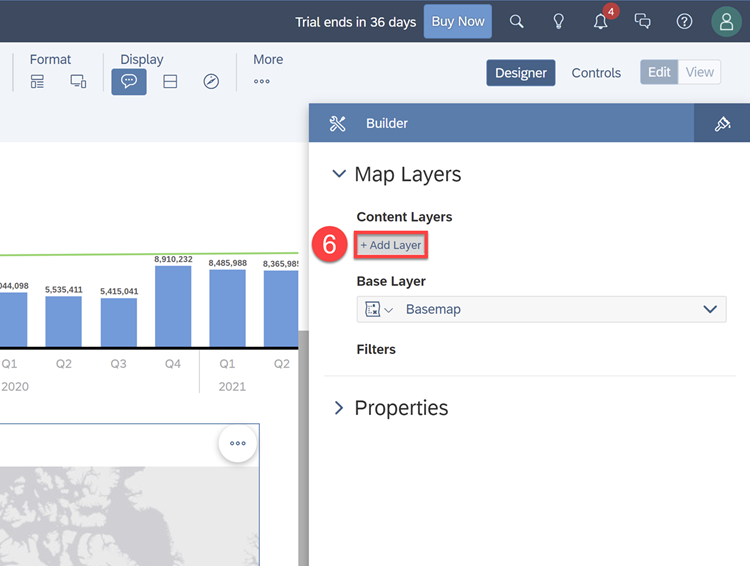 Trial ends in 36 days Buy Now 4
Format Display More
Designer Controls Edit View
Builder
Map Layers
Content Layers
6 + Add Layer
Base Layer
Basemap
Filters
Properties
8,910,232 8,485,988 8,365,985
044,098 5,535,411 5,415,041
Q1 Q2 Q3 Q4 Q1 Q2
2020 2021